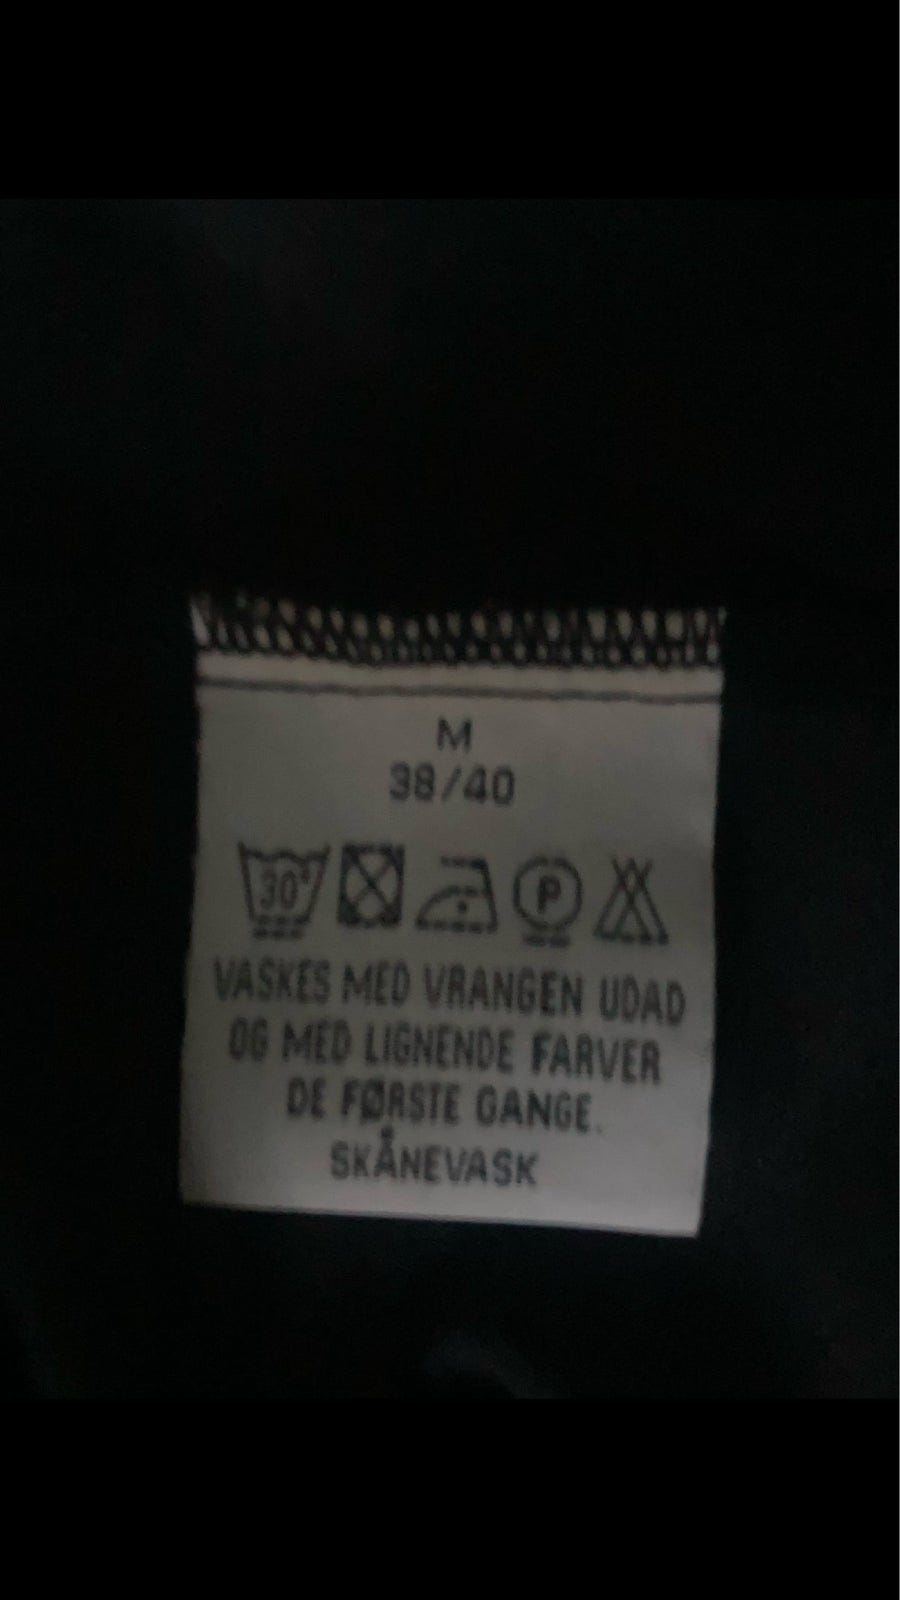 M
38/40
30°
P
VASKES MED VRANGEN UDAD
OG MED LIGNENDE FARVER
DE FØRSTE GANGE.
SKÅNEVASK